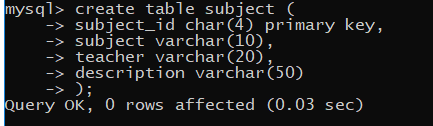 mysql> create table subject (
    -> subject_id char(4) primary key,
    -> subject varchar(10),
    -> teacher varchar(20),
    -> description varchar(50)
    -> );
Query OK, 0 rows affected (0.03 sec)